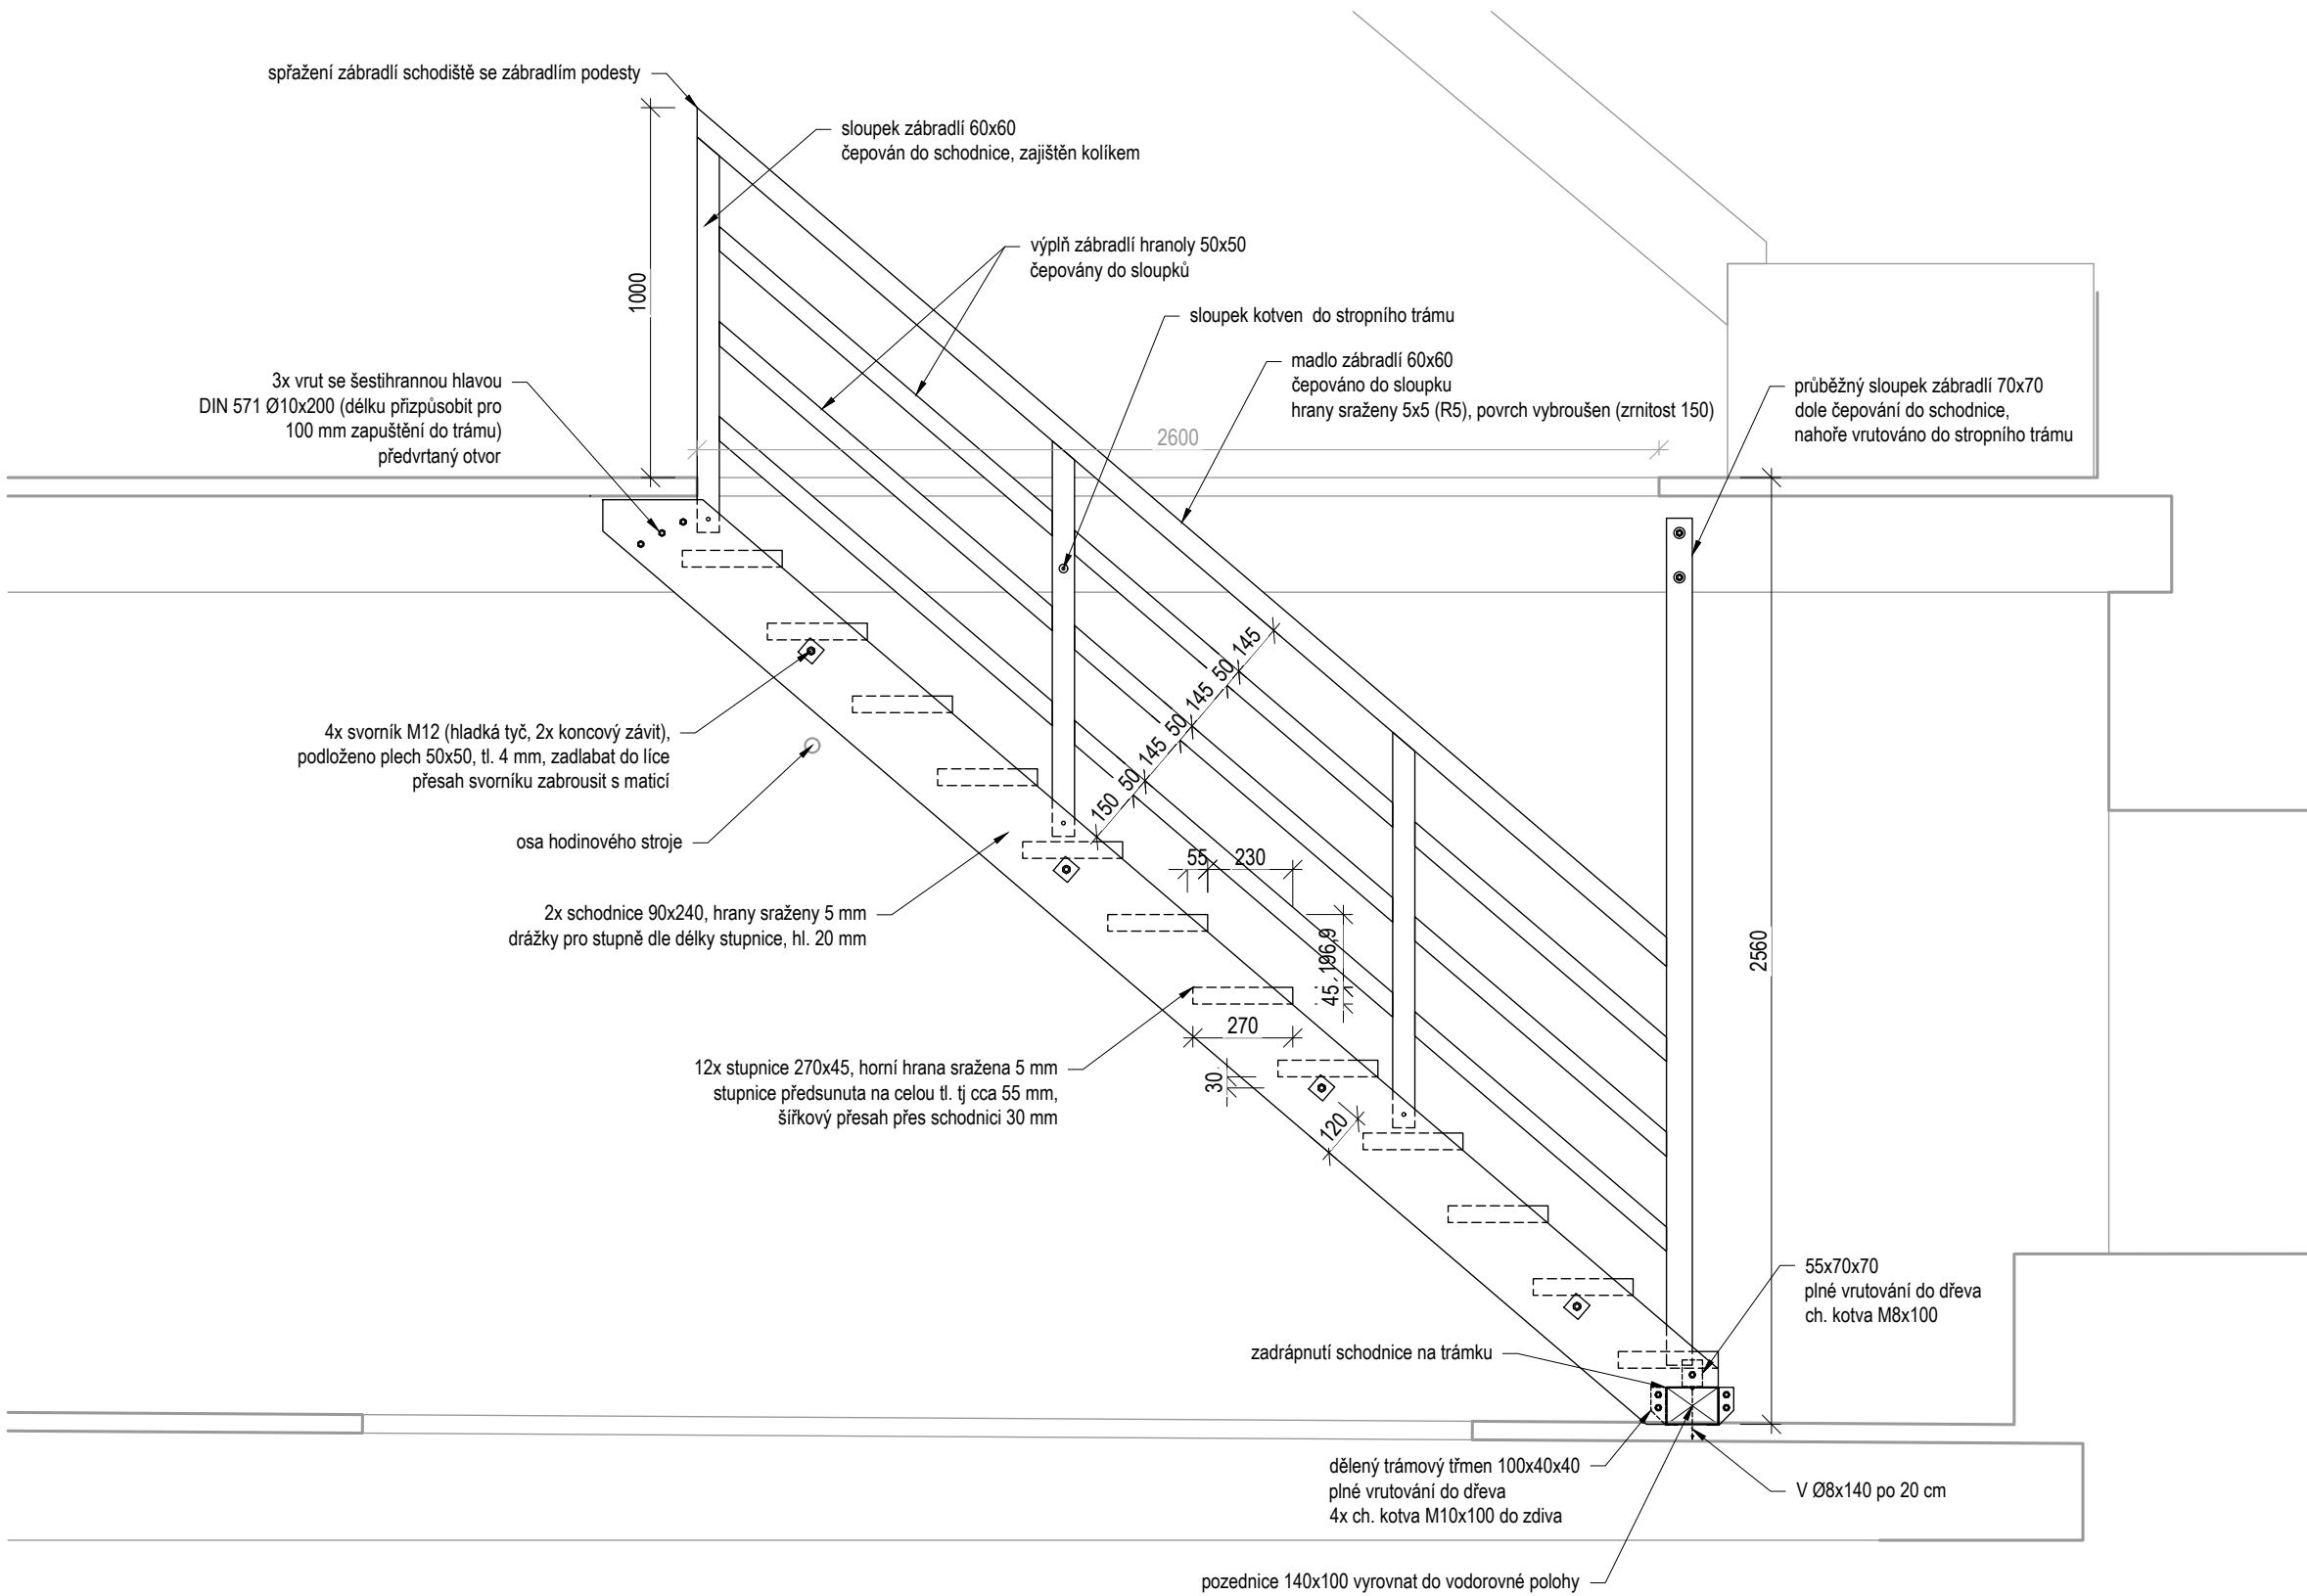 spřažení zábradlí schodiště se zábradlím podesty
sloupek zábradlí 60x60
čepován do schodnice, zajištěn kolíkem
výplň zábradlí hranoly 50x50
čepovány do sloupků
1000
sloupek kotven  do stropního trámu
madlo zábradlí 60x60
čepováno do sloupku
hrany sraženy 5x5 (R5), povrch vybroušen (zrnitost 150)
3x vrut se šestihrannou hlavou
DIN 571 Ø10x200 (délku přizpůsobit pro
100 mm zapuštění do trámu)
předvrtaný otvor
průběžný sloupek zábradlí 70x70
dole čepování do schodnice,
nahoře vrutováno do stropního trámu
2600
145
50
145
50
145
50
150
4x svorník M12 (hladká tyč, 2x koncový závit),
podloženo plech 50x50, tl. 4 mm, zadlabat do líce
přesah svorníku zabrousit s maticí
osa hodinového stroje
55
230
2x schodnice 90x240, hrany sraženy 5 mm
drážky pro stupně dle délky stupnice, hl. 20 mm
196,9
45
2560
270
12x stupnice 270x45, horní hrana sražena 5 mm
stupnice předsunuta na celou tl. tj cca 55 mm,
šířkový přesah přes schodnici 30 mm
30
120
55x70x70
plné vrutování do dřeva
ch. kotva M8x100
zadrápnutí schodnice na trámku
dělený trámový třmen 100x40x40
plné vrutování do dřeva
4x ch. kotva M10x100 do zdiva
V Ø8x140 po 20 cm
pozednice 140x100 vyrovnat do vodorovné polohy